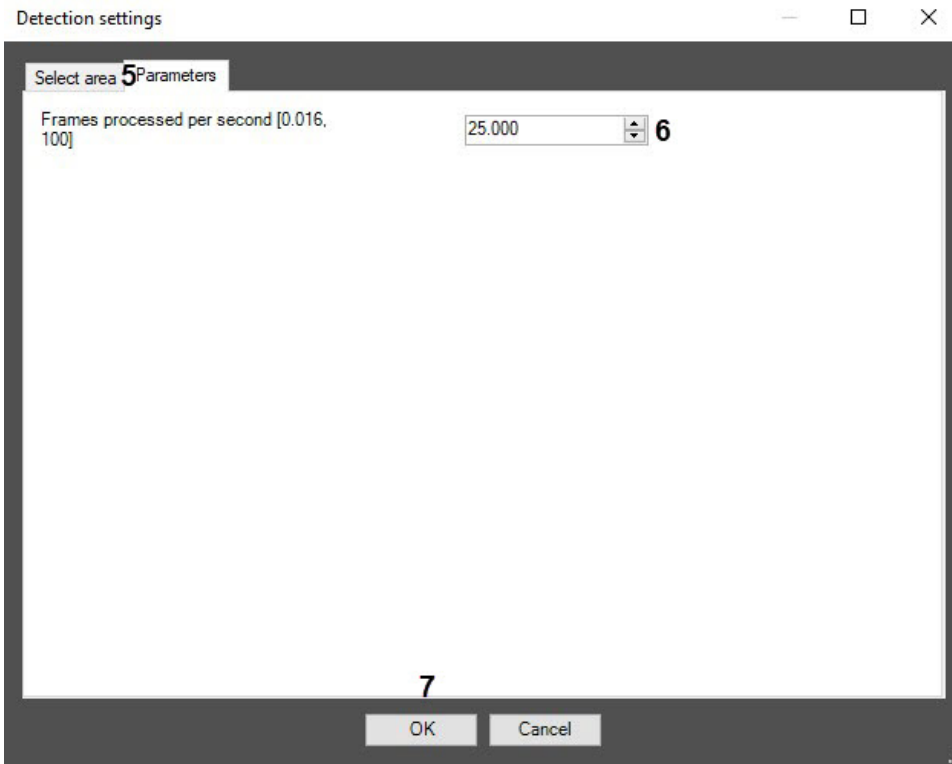 Detection settings
Select area 5 Parameters
Frames processed per second [0.016,
100]
25.000 6
7
OK Cancel